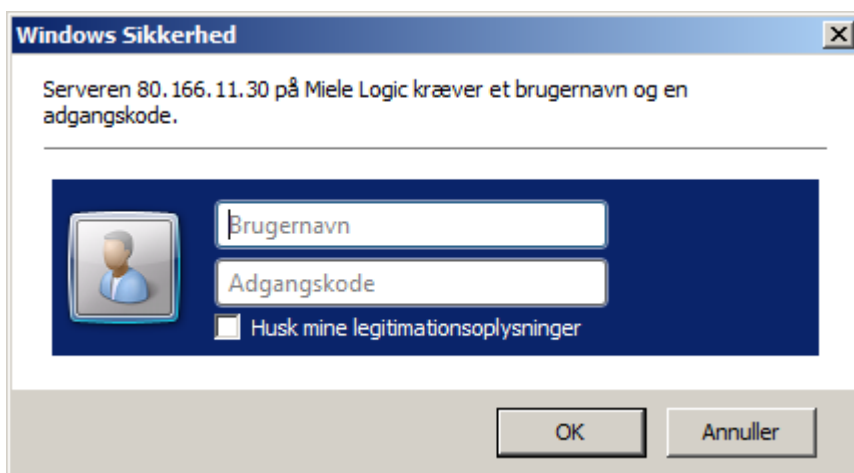 Windows Sikkerhed
Serveren 80.166.11.30 på Miele Logic kræver et brugernavn og en
adgangskode.
Brugernavn
Adgangskode
Husk mine legitimationsoplysninger
OK
Annuller